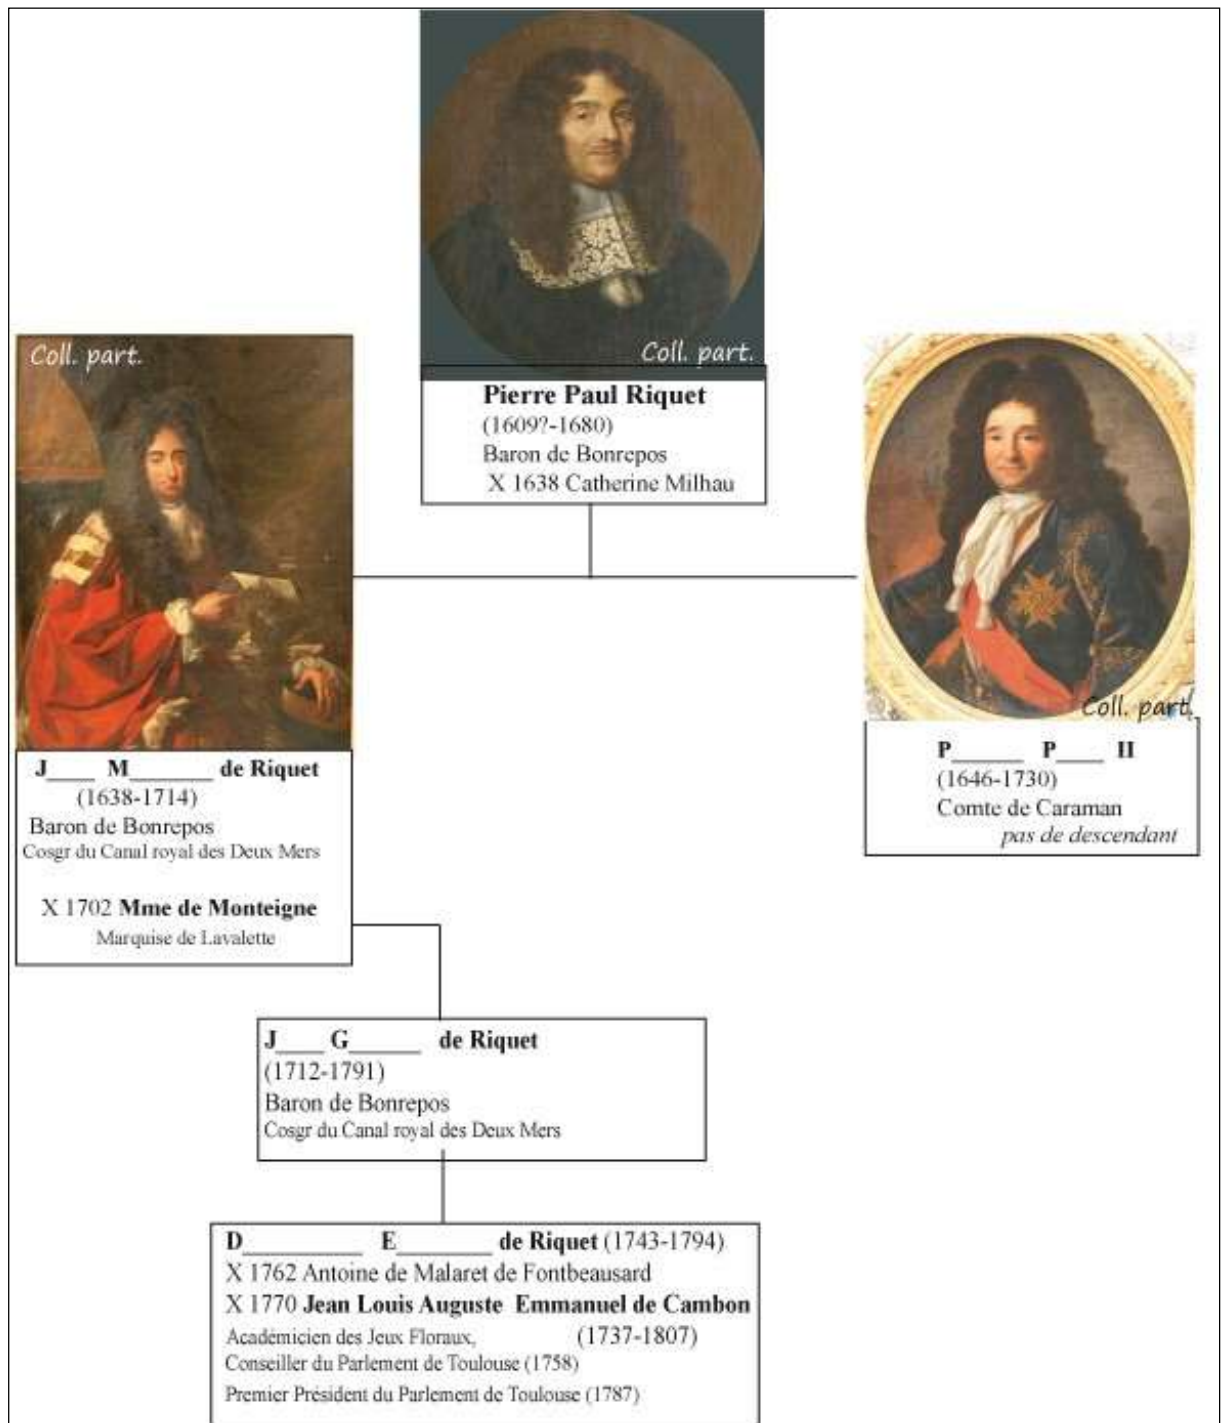 Coll. part.
Pierre Paul Riquet
(1609?-1680)
Baron de Bonrepos
X 1638 Catherine Milhau
Coll. part.
J____ M_______ de Riquet
(1638-1714)
Baron de Bonrepos
Cosgr du Canal royal des Deux Mers
X 1702 Mme de Monteigne
Marquise de Lavalette
Coll. part.
P______ P____ II
(1646-1730)
Comte de Caraman
pas de descendant
J____ G______ de Riquet
(1712-1791)
Baron de Bonrepos
Cosgr du Canal royal des Deux Mers
D__________ E________ de Riquet (1743-1794)
X 1762 Antoine de Malaret de Fontbeausard
X 1770 Jean Louis Auguste Emmanuel de Cambon
Académicien des Jeux Floraux, (1737-1807)
Conseiller du Parlement de Toulouse (1758)
Premier Président du Parlement de Toulouse (1787)